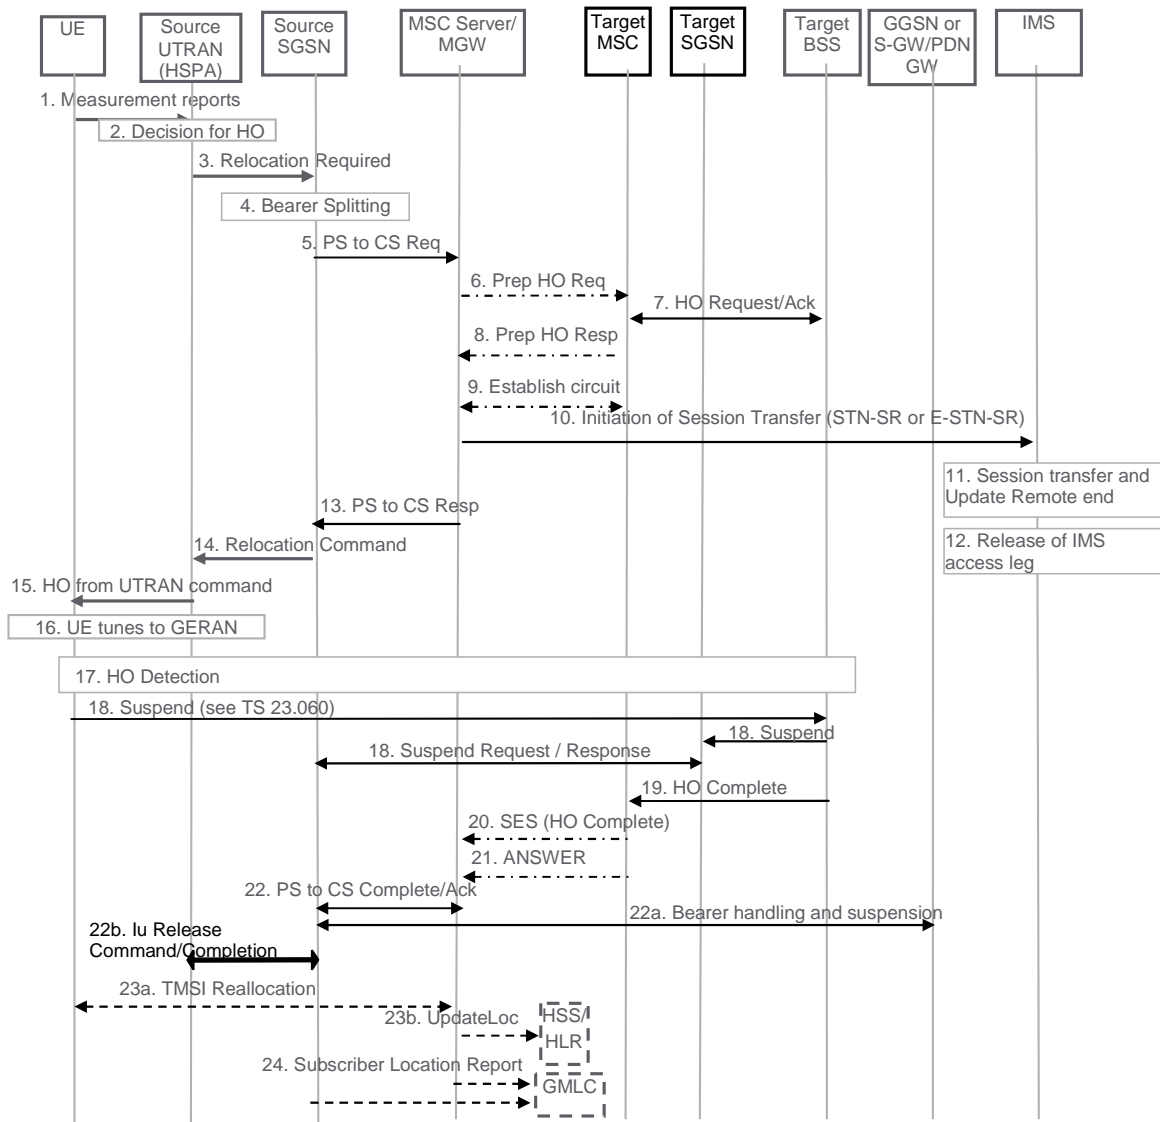 UE
Source
UTRAN
(HSPA)
Source
SGSN
MSC Server/
MGW
Target
MSC
Target
SGSN
Target
BSS
GGSN or
S-GW/PDN
GW
IMS
1. Measurement reports
2. Decision for HO
3. Relocation Required
4. Bearer Splitting
5. PS to CS Req
6. Prep HO Req
7. HO Request/Ack
8. Prep HO Resp
9. Establish circuit
10. Initiation of Session Transfer (STN-SR or E-STN-SR)
11. Session transfer and
Update Remote end
12. Release of IMS
access leg
13. PS to CS Resp
14. Relocation Command
15. HO from UTRAN command
16. UE tunes to GERAN
17. HO Detection
18. Suspend (see TS 23.060)
18. Suspend
18. Suspend Request / Response
19. HO Complete
20. SES (HO Complete)
21. ANSWER
22. PS to CS Complete/Ack
22a. Bearer handling and suspension
22b. Iu Release
Command/Completion
23a. TMSI Reallocation
23b. UpdateLoc
HSS/
HLR
24. Subscriber Location Report
GMLC